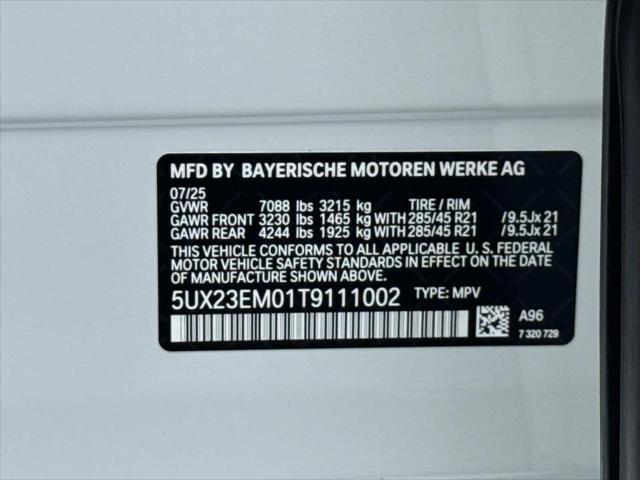 MFD BY BAYERISCHE MOTOREN WERKE AG
07/25
GVWR 7088 lbs 3215 kg TIRE / RIM
GAWR FRONT 3230 lbs 1465 kg WITH 285/45 R21 /9.5Jx 21
GAWR REAR 4244 lbs 1925 kg WITH 285/45 R21 /9.5Jx 21
THIS VEHICLE CONFORMS TO ALL APPLICABLE U. S. FEDERAL
MOTOR VEHICLE SAFETY STANDARDS IN EFFECT ON THE
DATE OF MANUFACTURE SHOWN ABOVE.
5UX23EM01T9111002 TYPE: MPV
A96
7 320 729